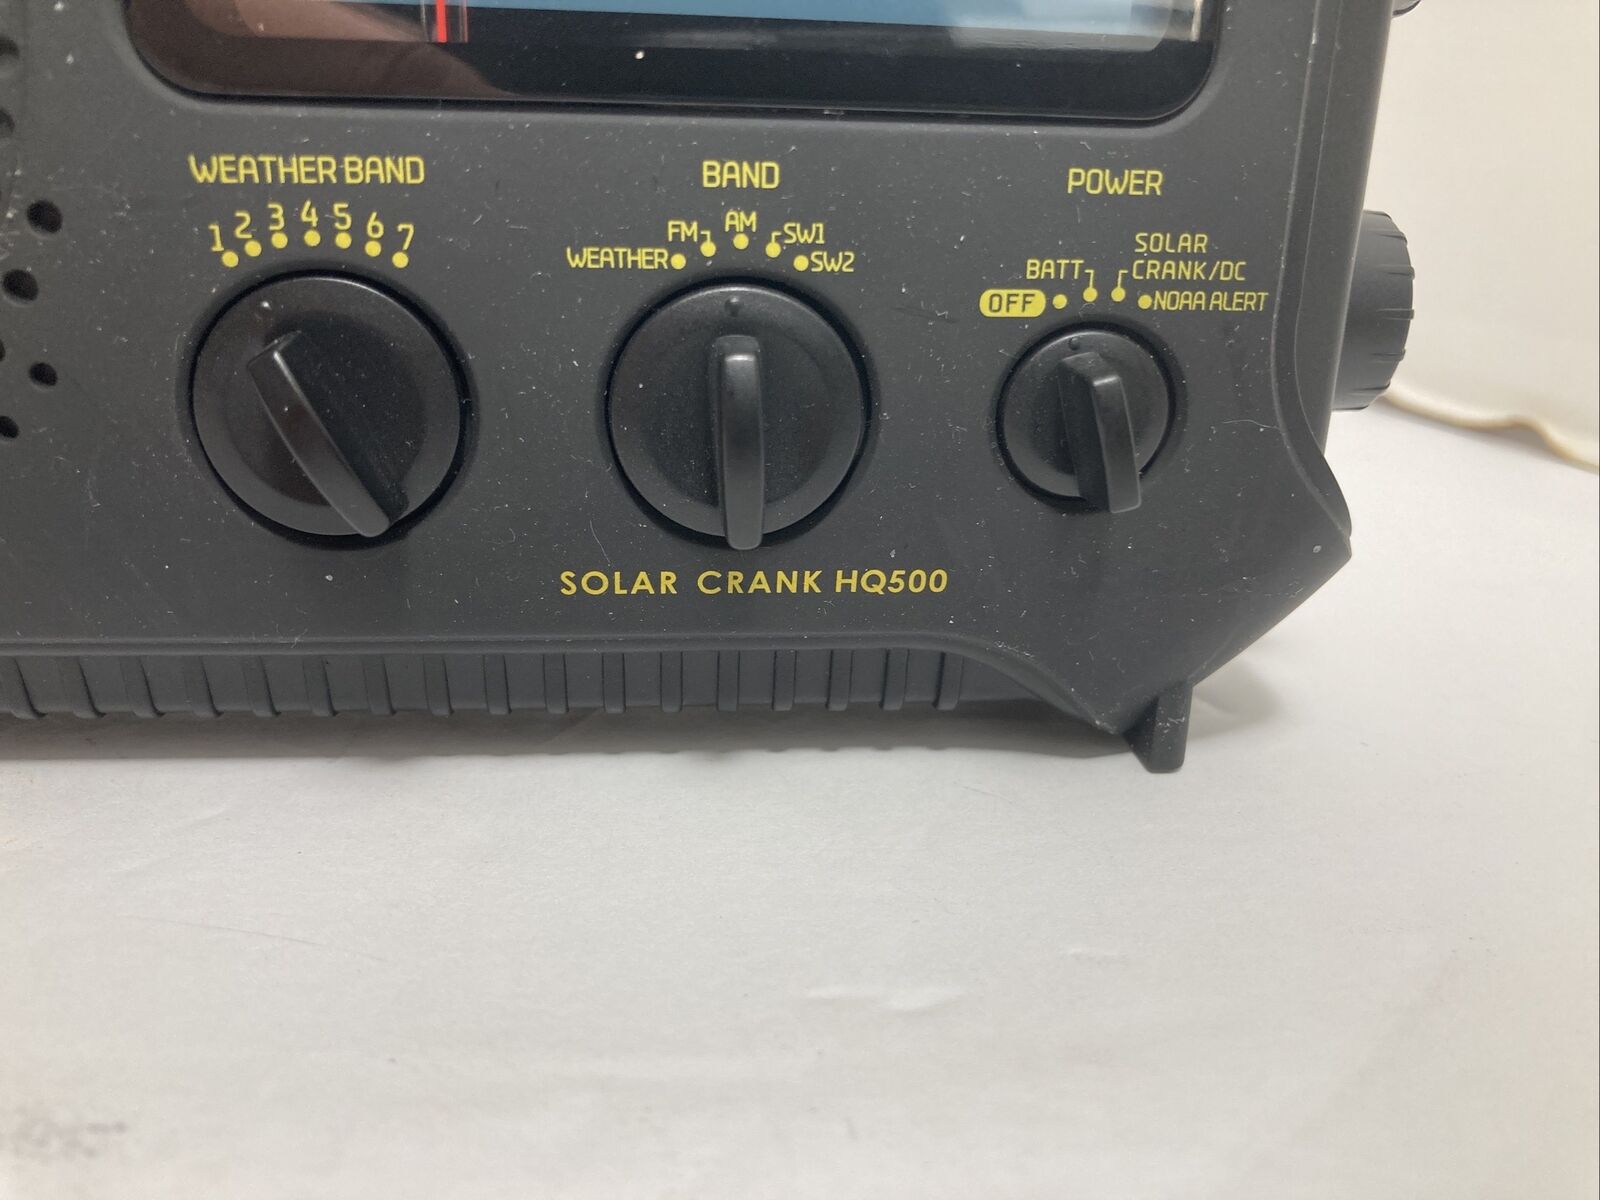 WEATHER BAND
1 2 3 4 5 6 7
BAND
WEATHER FM AM SW1 SW2
POWER
OFF BATT SOLAR
CRANK/DC
NOAA ALERT
SOLAR CRANK HQ500